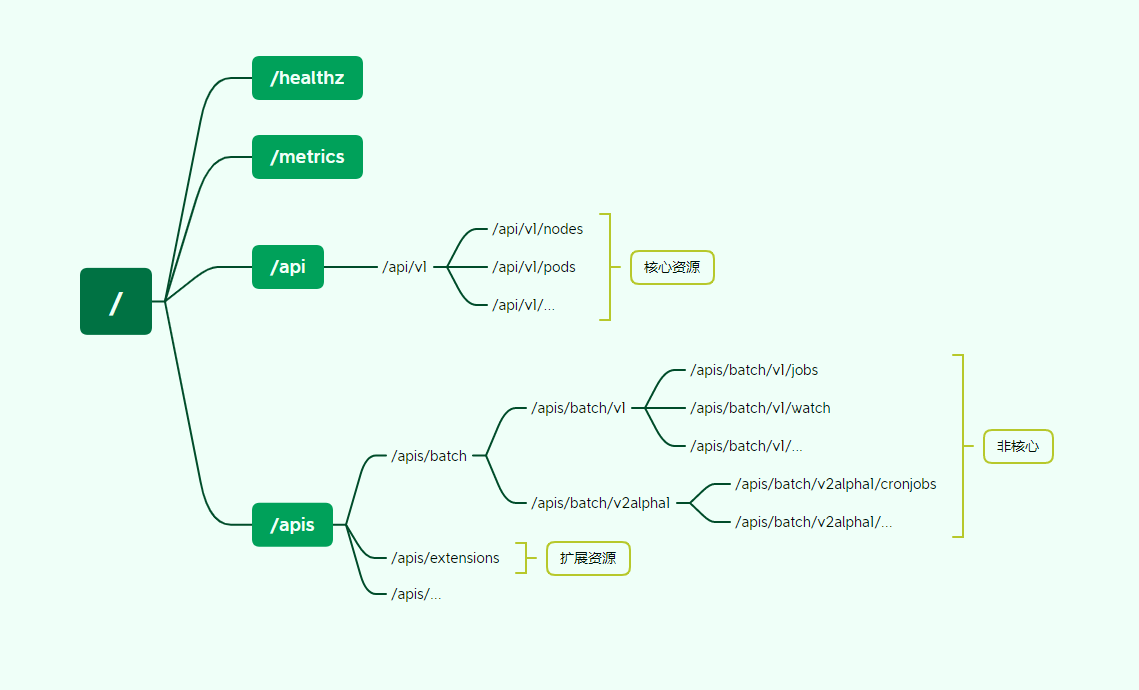 /
/healthz
/metrics
/api
/api/v1
/api/v1/nodes
/api/v1/pods
/api/v1/...
核心资源
/apis
/apis/batch
/apis/batch/v1
/apis/batch/v1/jobs
/apis/batch/v1/watch
/apis/batch/v1/...
/apis/batch/v2alpha1
/apis/batch/v2alpha1/cronjobs
/apis/batch/v2alpha1/...
非核心
/apis/extensions
扩展资源
/apis/...